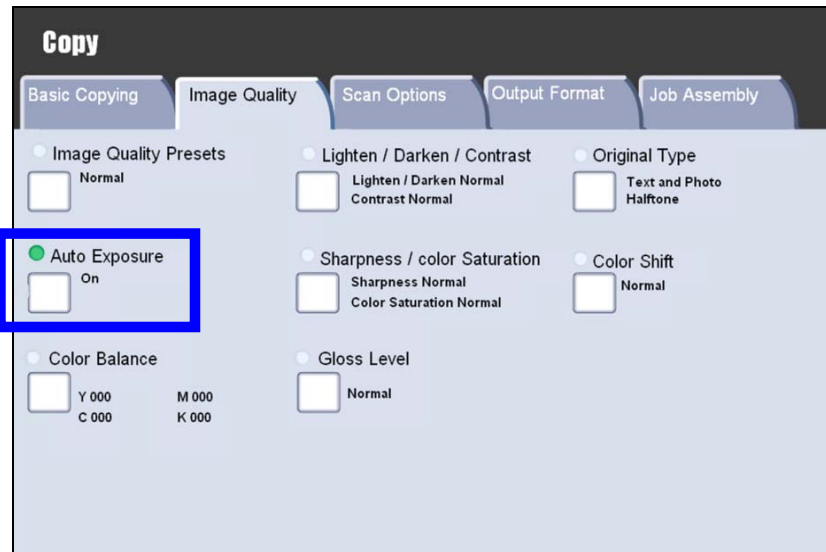 Copy
Basic Copying
Image Quality
Scan Options
Output Format
Job Assembly
Image Quality Presets
Normal
Lighten / Darken / Contrast
Lighten / Darken Normal
Contrast Normal
Original Type
Text and Photo
Halftone
Auto Exposure
On
Sharpness / color Saturation
Sharpness Normal
Color Saturation Normal
Color Shift
Normal
Color Balance
Y 000 M 000
C 000 K 000
Gloss Level
Normal